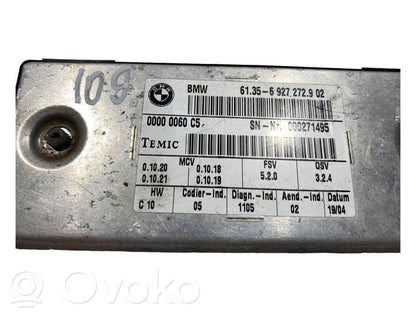 109.
BMW 61.35-6 927 272.9 02
0000 0060 C5 SN-Nr. 000271495
TEMIC
MCV FSV OSV
0.10.20 0.10.18 5.2.0 3.2.4
0.10.21 0.10.19
HW Codier-ind. Diagn.-ind. Aend.-ind. Datum
C 10 05 1105 02 19/04
OVOKO